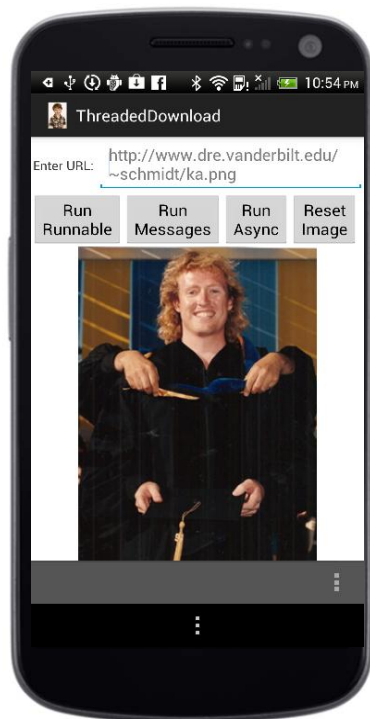 10:54 PM
ThreadedDownload
Enter URL:
http://www.dre.vanderbilt.edu/
~schmidt/ka.png
Run Runnable
Run Messages
Run Async
Reset Image